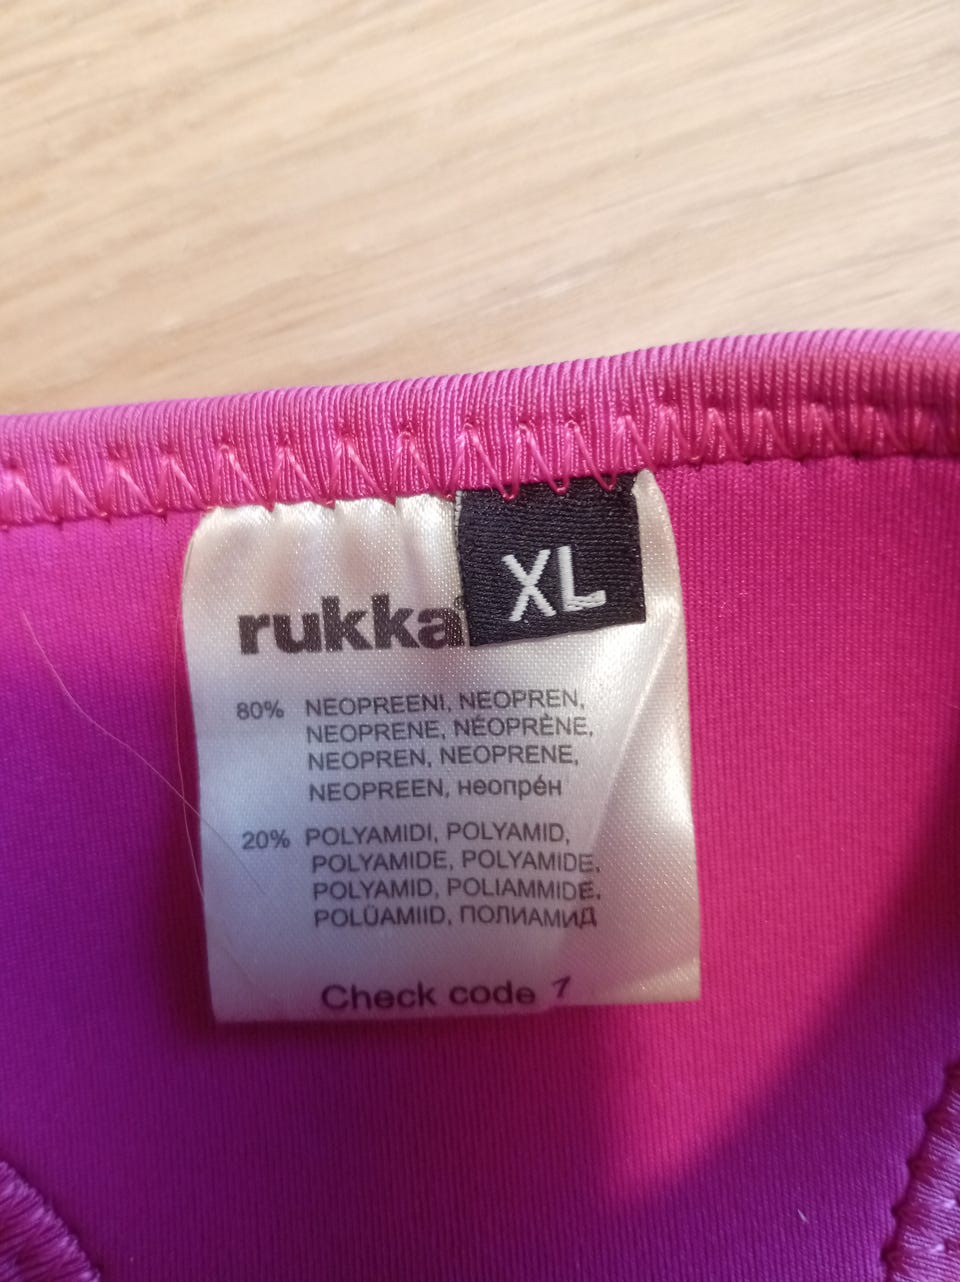 XL
rukka
80% NEOPREENI, NEOPREN,
NEOPRENE, NÉOPRÈNE,
NEOPREN, NEOPRENE,
NEOPREEN, неопрéн
20% POLYAMIDI, POLYAMID,
POLYAMIDE, POLYAMIDE,
POLYAMID, POLIAMMIDE,
POLÜAMIID, ПОЛИАМИД
Check code 1